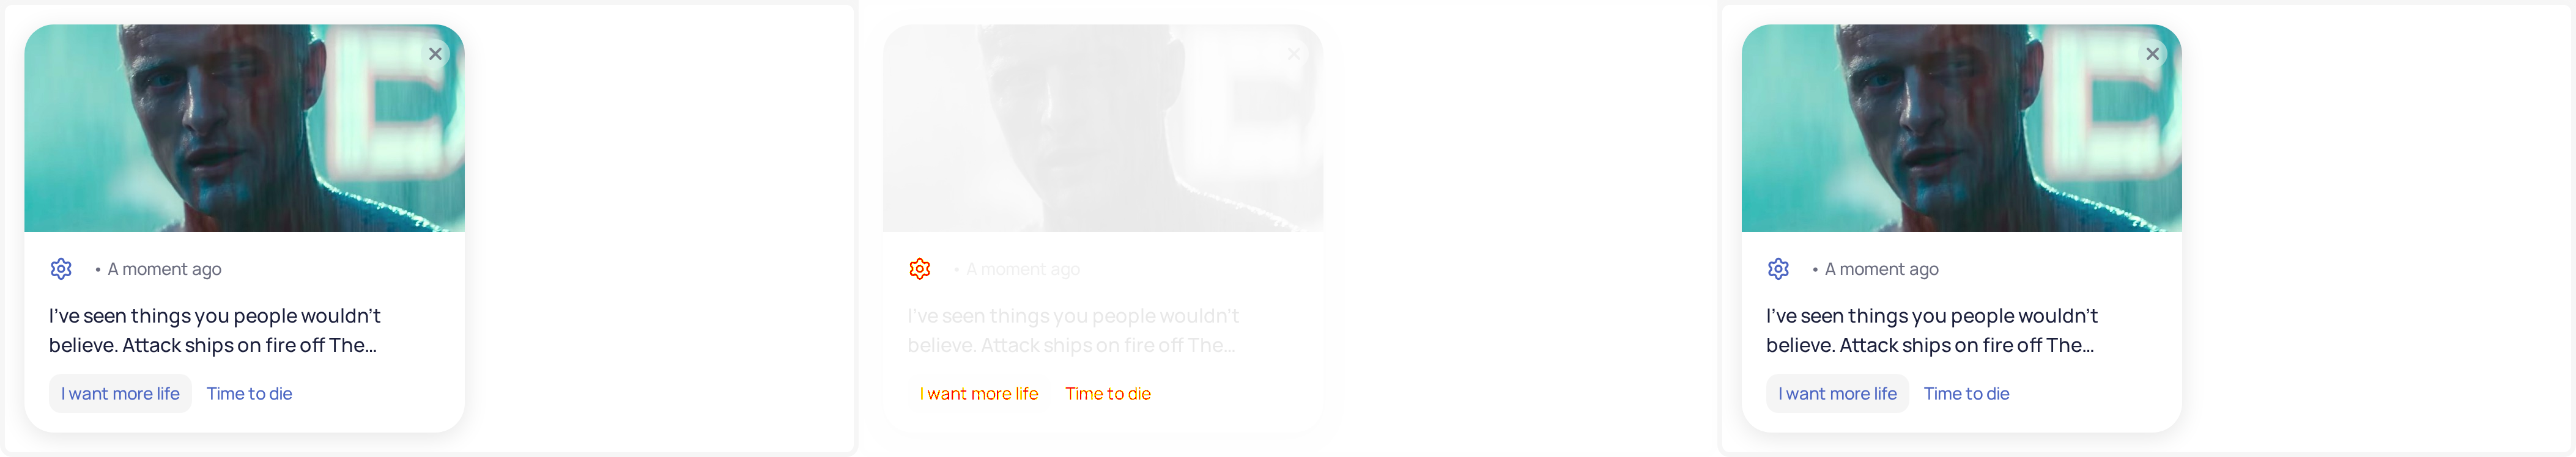 • A moment ago
I've seen things you people wouldn't
believe. Attack ships on fire off The...
I want more life
Time to die
• A moment ago
I've seen things you people wouldn't
believe. Attack ships on fire off The...
I want more life
Time to die
• A moment ago
I've seen things you people wouldn't
believe. Attack ships on fire off The...
I want more life
Time to die